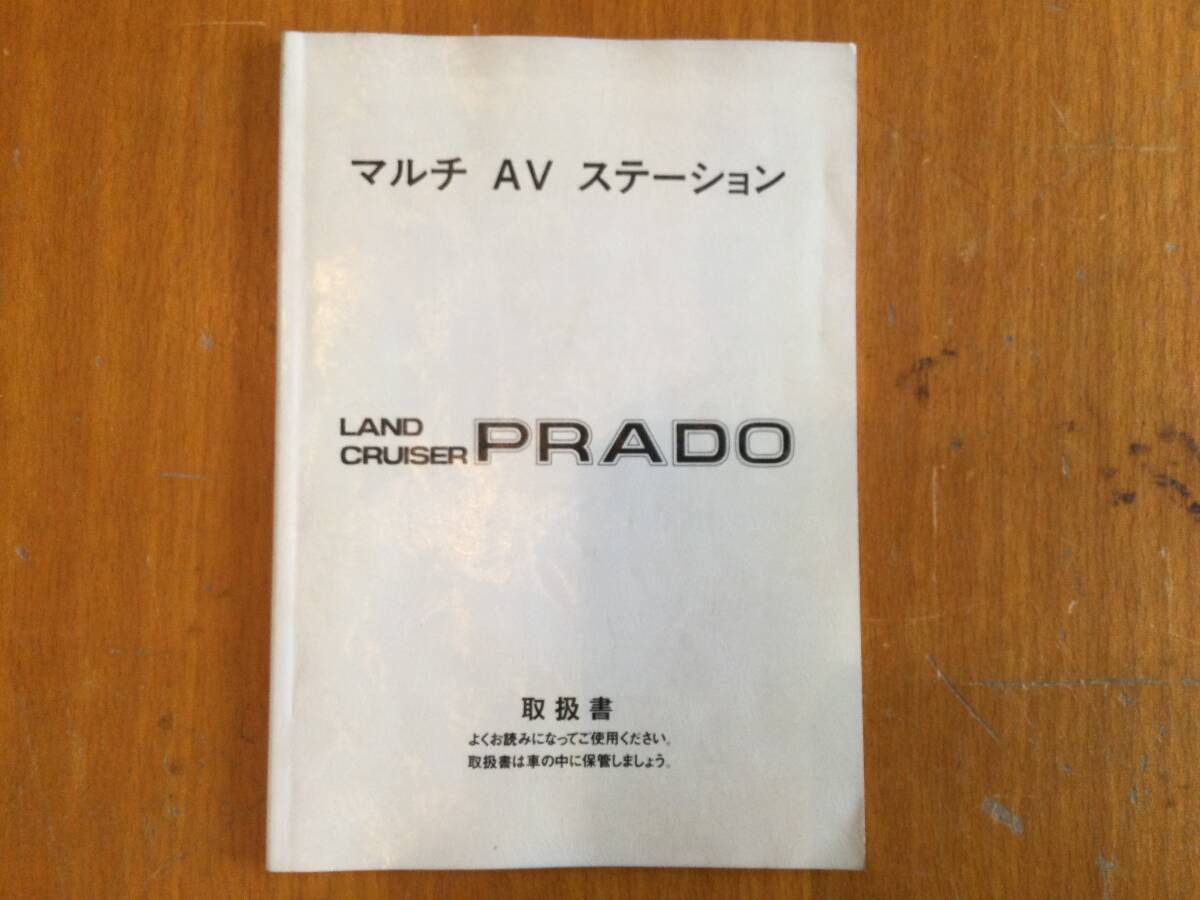 マルチ AV ステーション
LAND
CRUISER PRADO
取扱書
よくお読みになってご使用ください。
取扱書は車の中に保管しましょう。